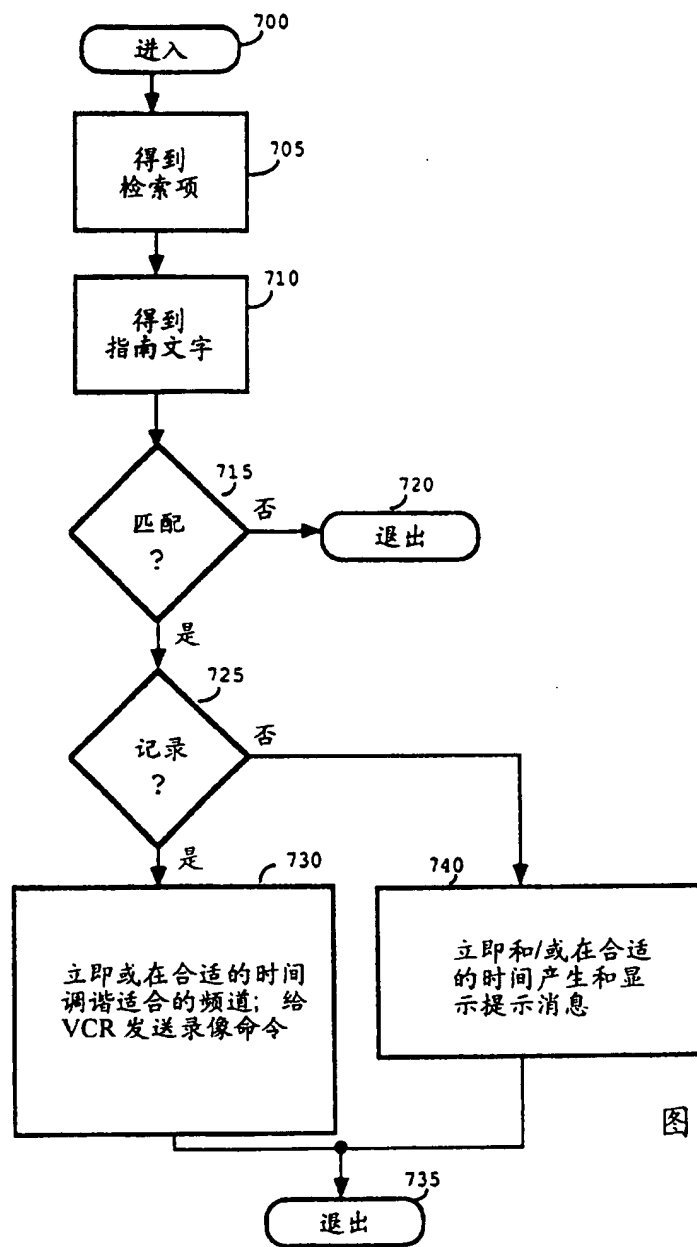 700
进入
705
得到
检索项
710
得到
指南文字
715
匹配
?
否
720
退出
是
725
记录
?
否
是
730
立即或在合适的时间
调谐适合的频道；给
VCR 发送录像命令
740
立即和/或在合适
的时间产生和显
示提示消息
图
735
退出